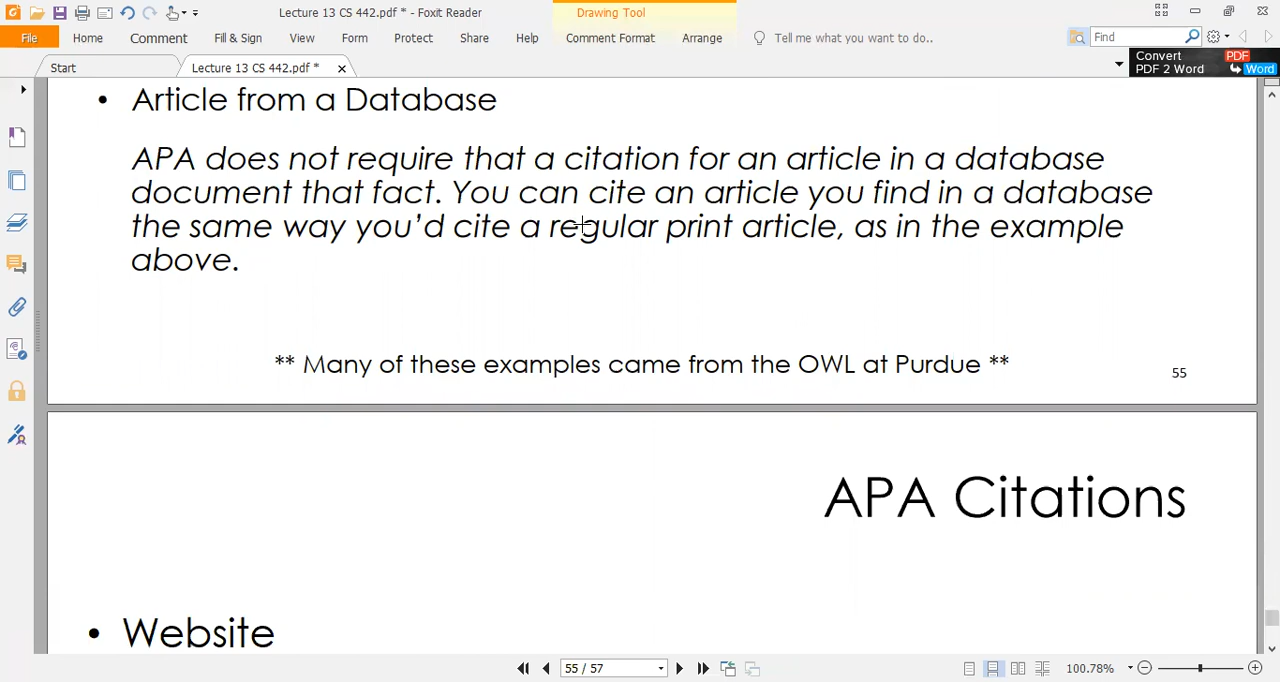 Lecture 13 CS 442.pdf * - Foxit Reader
Drawing Tool
File Home Comment Fill & Sign View Form Protect Share Help Comment Format Arrange Tell me what you want to do.. Find
Start Lecture 13 CS 442.pdf *
Convert PDF
PDF 2 Word Word
• Article from a Database
APA does not require that a citation for an article in a database
document that fact. You can cite an article you find in a database
the same way you’d cite a regular print article, as in the example
above.
** Many of these examples came from the OWL at Purdue **
55
APA Citations
• Website
55 / 57 100.78%